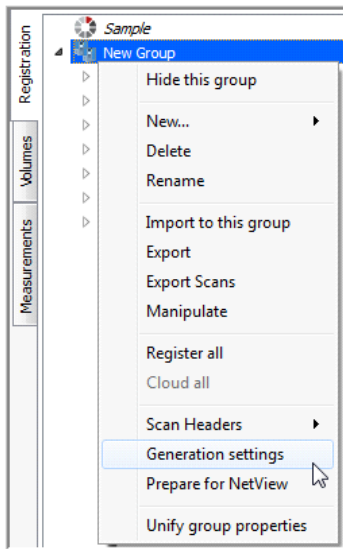 Registration
Volumes
Measurements
Sample
New Group
Hide this group
New...
Delete
Rename
Import to this group
Export
Export Scans
Manipulate
Register all
Cloud all
Scan Headers
Generation settings
Prepare for NetView
Unify group properties